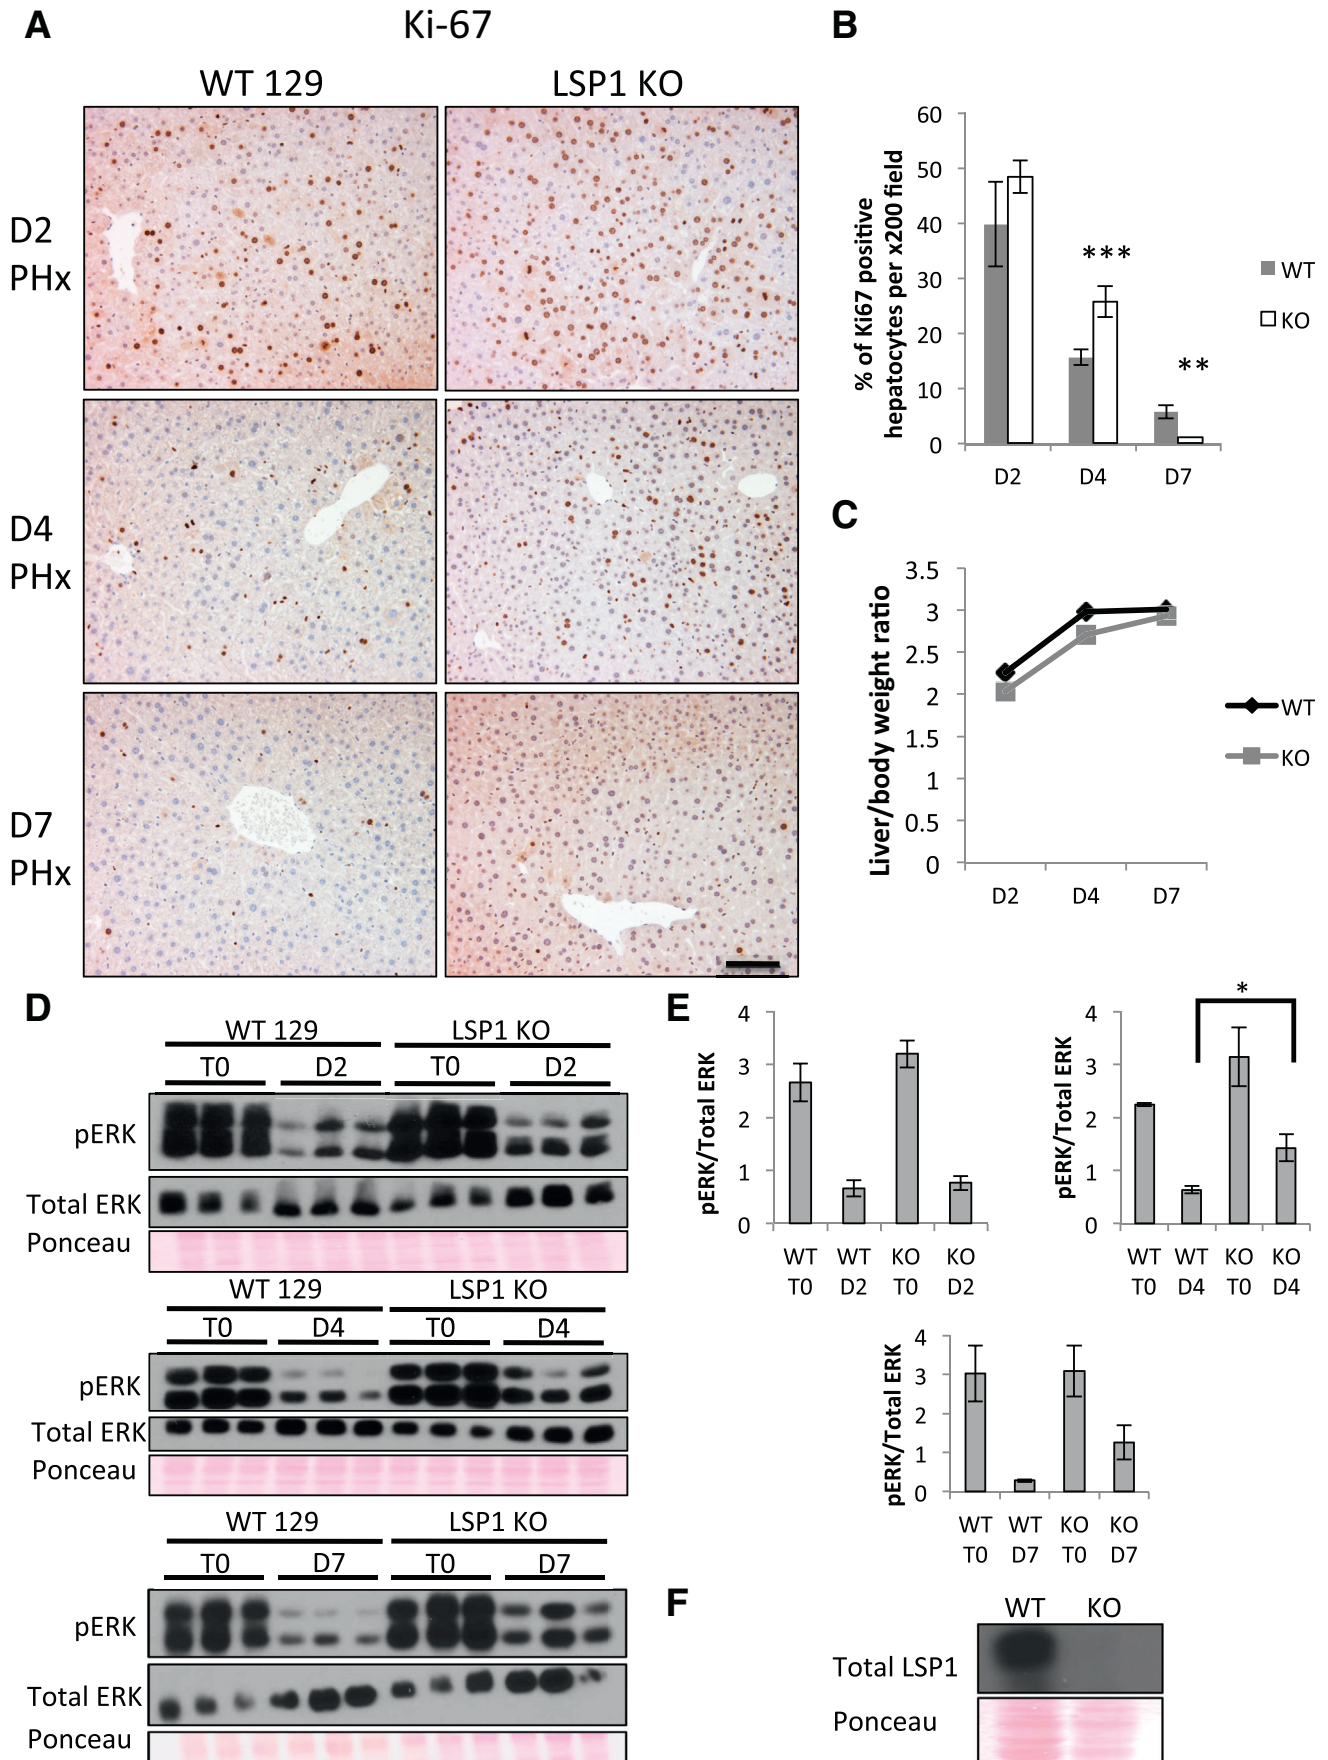 A
Ki-67
WT 129
LSP1 KO
D2
PHx
D4
PHx
D7
PHx
B
% of Ki67 positive
hepatocytes per x200 field
60
50
40
30
20
10
0
***
**
D2
D4
D7
WT
KO
C
Liver/body weight ratio
3.5
3
2.5
2
1.5
1
0.5
0
D2
D4
D7
WT
KO
D
WT 129
LSP1 KO
T0
D2
T0
D2
pERK
Total ERK
Ponceau
WT 129
LSP1 KO
T0
D4
T0
D4
pERK
Total ERK
Ponceau
WT 129
LSP1 KO
T0
D7
T0
D7
pERK
Total ERK
Ponceau
E
pERK/Total ERK
4
3
2
1
0
WT WT KO KO
T0 D2 T0 D2
pERK/Total ERK
4
3
2
1
0
*
WT WT KO KO
T0 D4 T0 D4
pERK/Total ERK
4
3
2
1
0
WT WT KO KO
T0 D7 T0 D7
F
WT
KO
Total LSP1
Ponceau